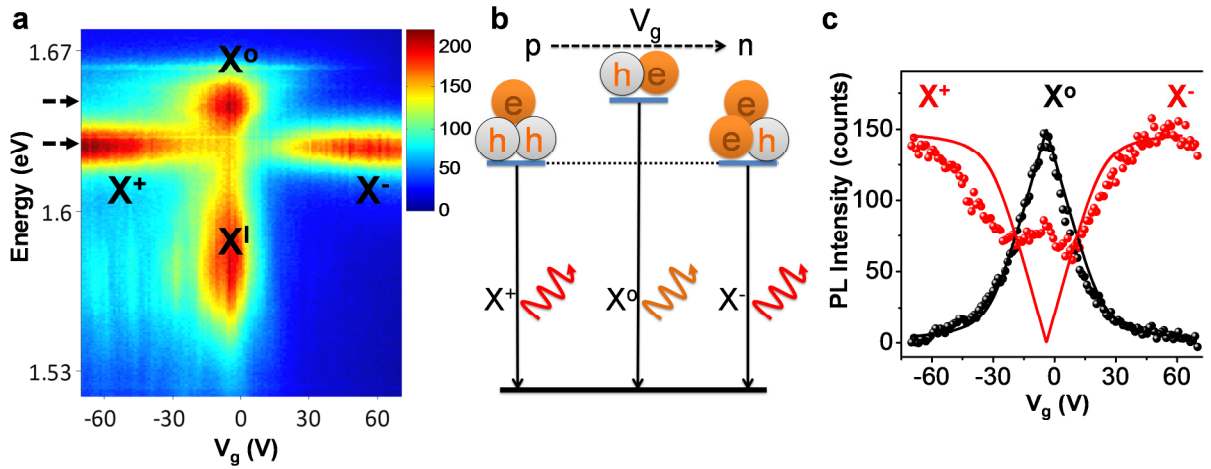 a
Energy (eV)
1.67
1.6
1.53
X⁰
X⁺
X⁻
Xᴵ
200
150
100
50
0
-60
-30
0
30
60
V_g (V)
b
V_g
p
n
h e
e
h h
e
e h
X⁺
X⁰
X⁻
c
PL Intensity (counts)
X⁺
X⁰
X⁻
150
100
50
0
-60
-30
0
30
60
V_g (V)